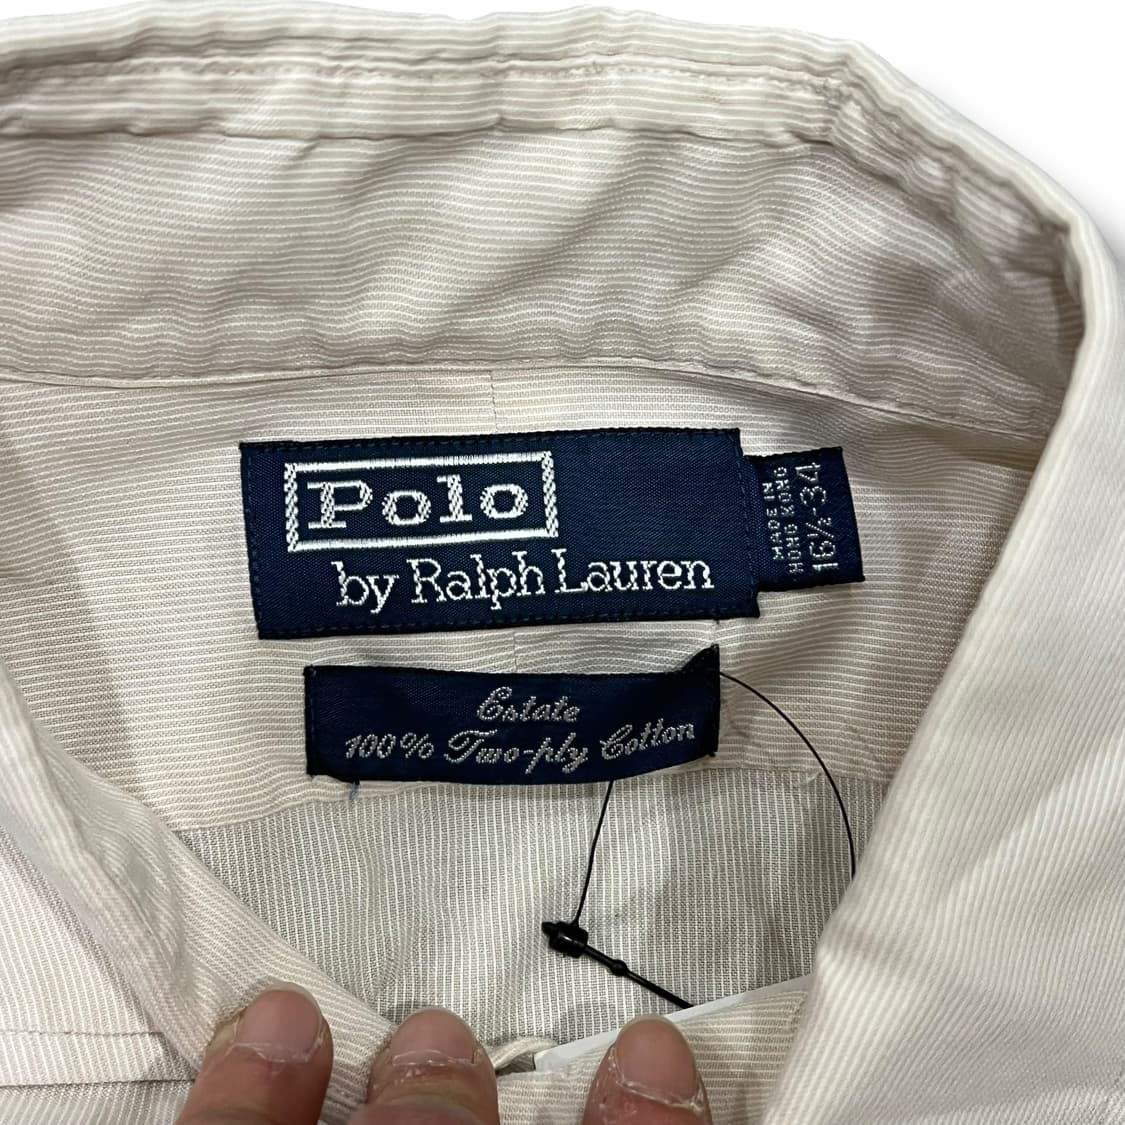 Polo
by Ralph Lauren
MADE IN
HONG KONG
16½-34
Estate
100% Two-ply Cotton